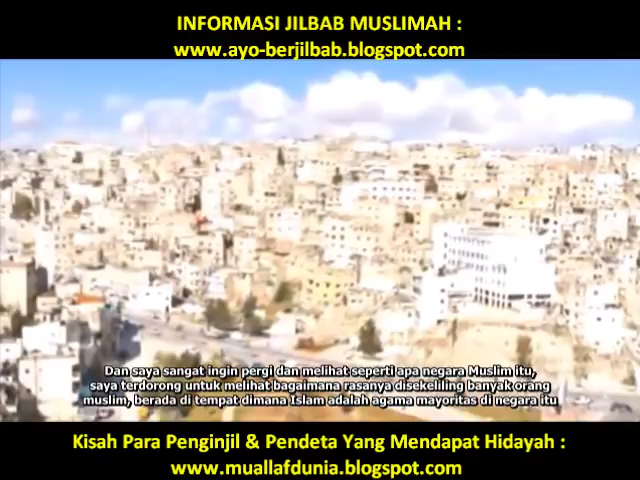 INFORMASI JILBAB MUSLIMAH :
www.ayo-berjilbab.blogspot.com
Dan saya sangat ingin pergi dan melihat seperti apa negara Muslim itu,
saya terdorong untuk melihat bagaimana rasanya disekeliling banyak orang
muslim, berada di tempat dimana Islam adalah agama mayoritas di negara itu
Kisah Para Penginjil & Pendeta Yang Mendapat Hidayah :
www.muallafdunia.blogspot.com